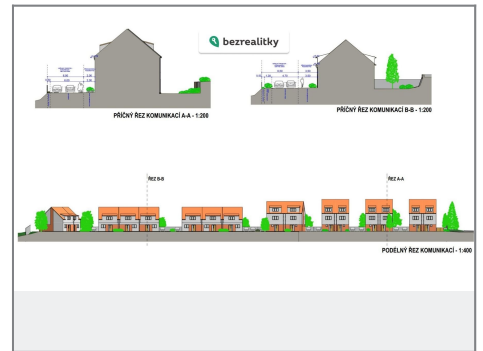 bezrealitky
PŘÍČNÝ ŘEZ KOMUNIKACÍ A-A - 1:200
PŘÍČNÝ ŘEZ KOMUNIKACÍ B-B - 1:200
ŘEZ B-B
ŘEZ A-A
PODÉLNÝ ŘEZ KOMUNIKACÍ - 1:400